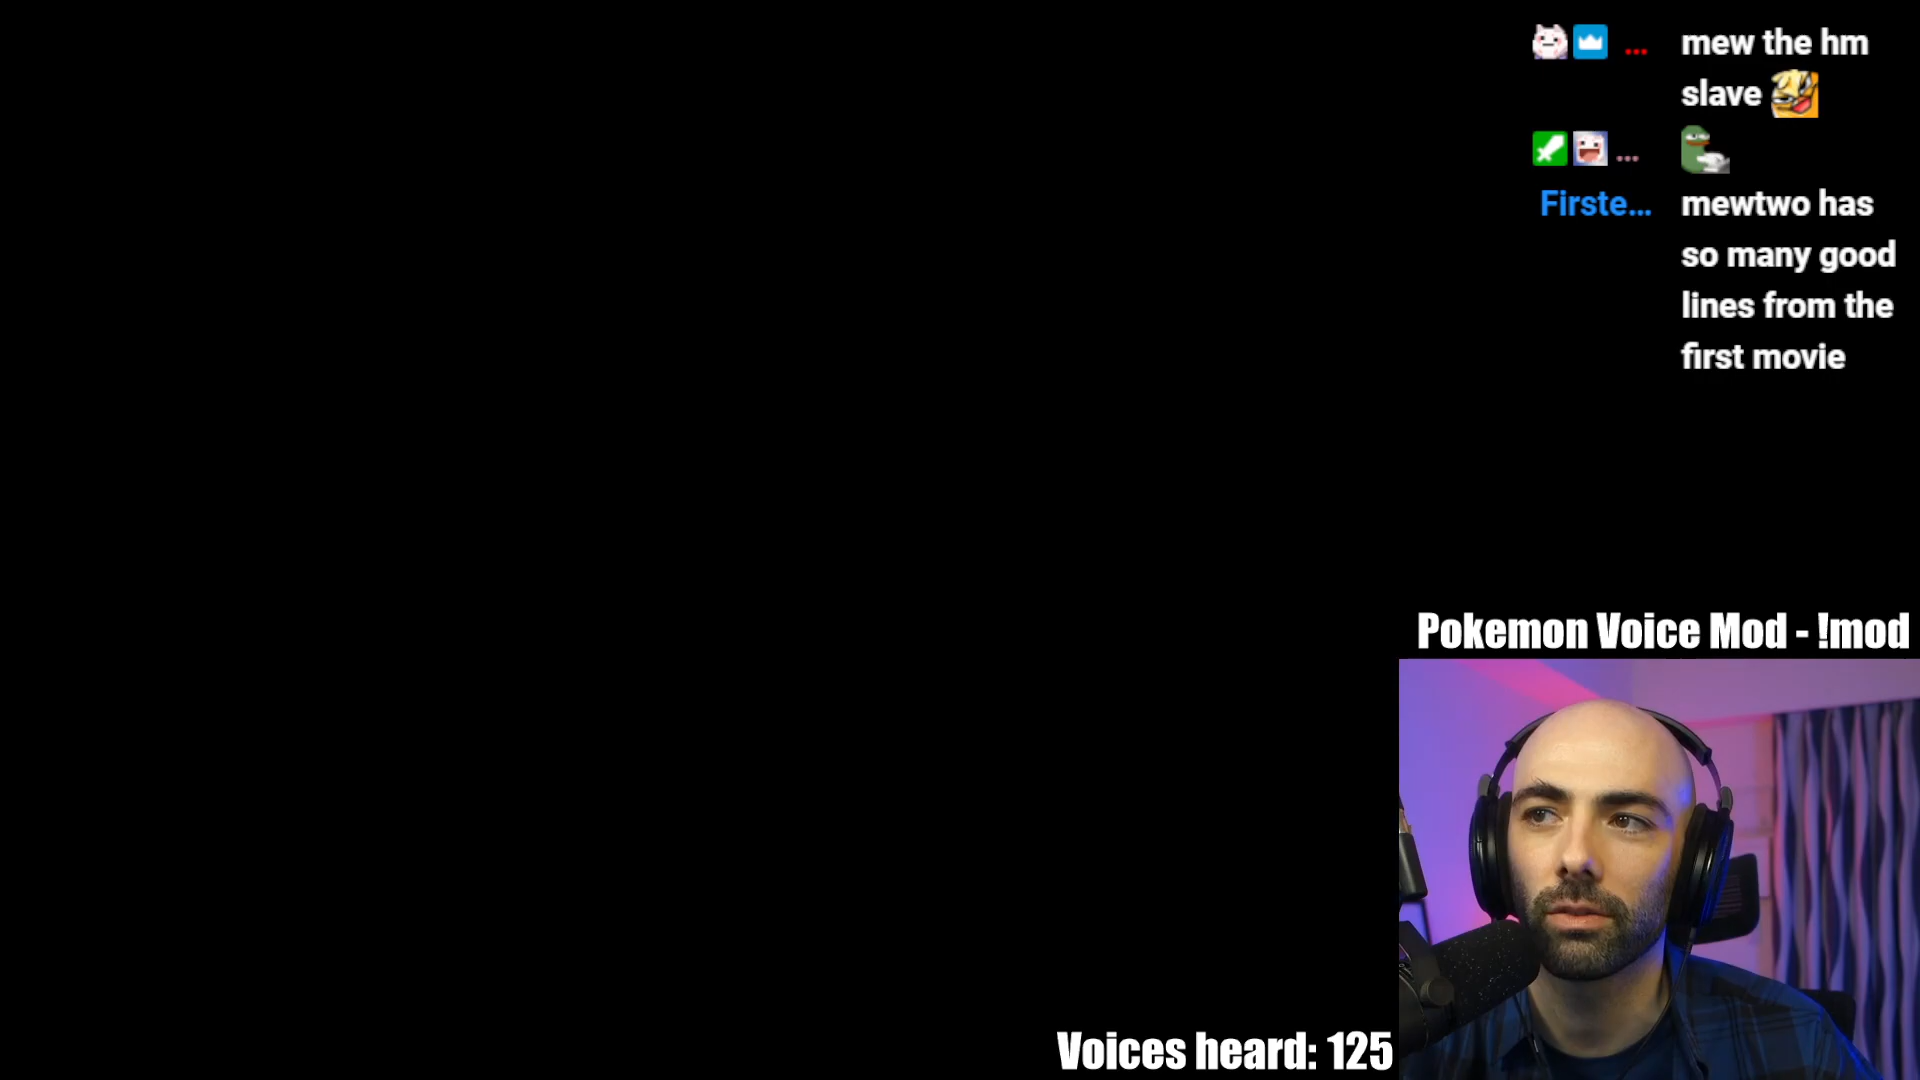 ... mew the hm
slave
...
Firste... mewtwo has
so many good
lines from the
first movie
Pokemon Voice Mod - !mod
Voices heard: 125